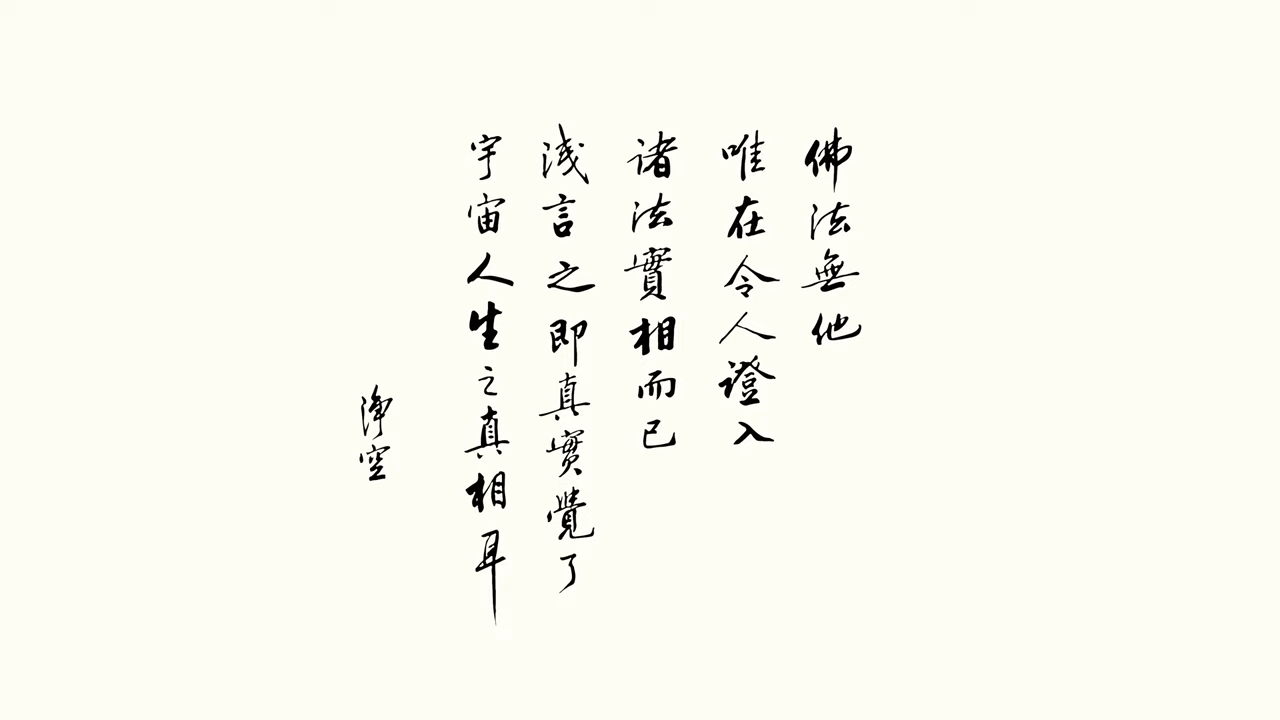 佛法無他
唯在令人證入
诸法實相而已
淺言之即真實覺了
宇宙人生之真相耳
淨空